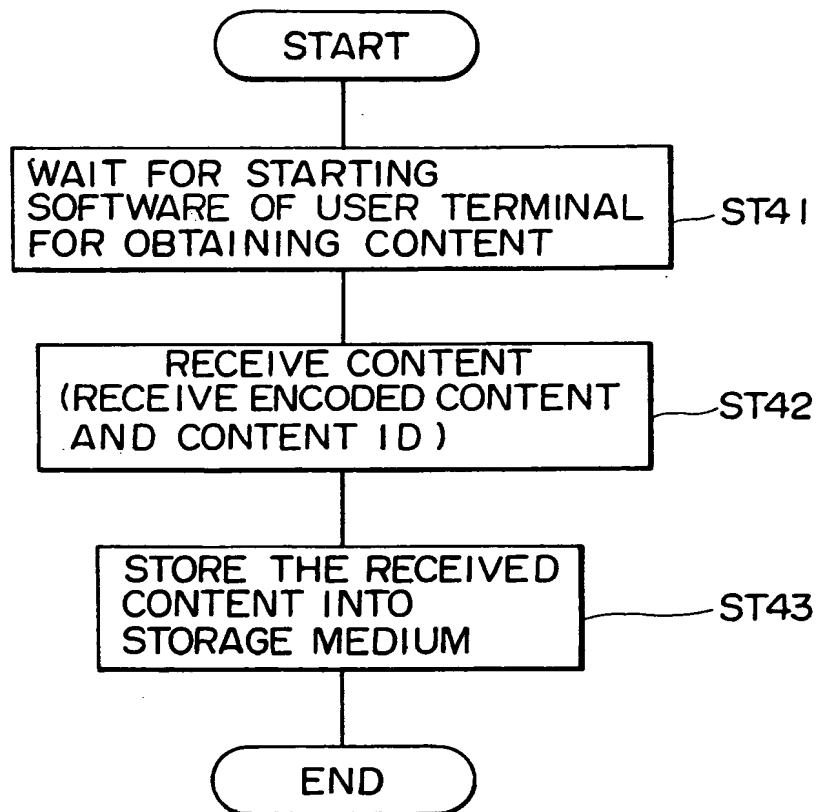 START
WAIT FOR STARTING
SOFTWARE OF USER TERMINAL
FOR OBTAINING CONTENT
ST41
RECEIVE CONTENT
(RECEIVE ENCODED CONTENT
AND CONTENT ID)
ST42
STORE THE RECEIVED
CONTENT INTO
STORAGE MEDIUM
ST43
END